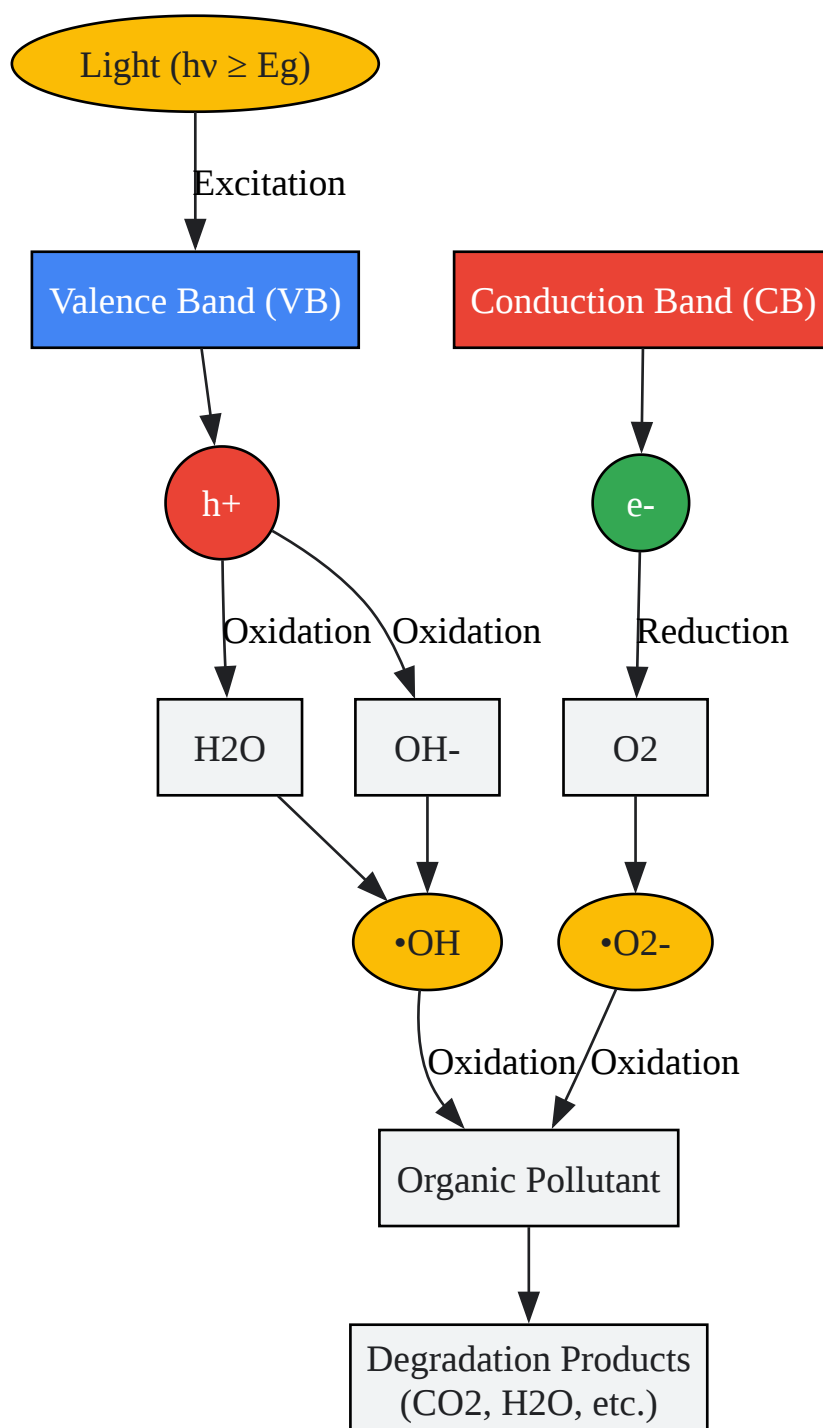 Light (hν ≥ Eg)
Excitation
Valence Band (VB)
Conduction Band (CB)
h+
e-
Oxidation
Oxidation
Reduction
H2O
OH-
O2
•OH
•O2-
Oxidation
Oxidation
Organic Pollutant
Degradation Products
(CO2, H2O, etc.)